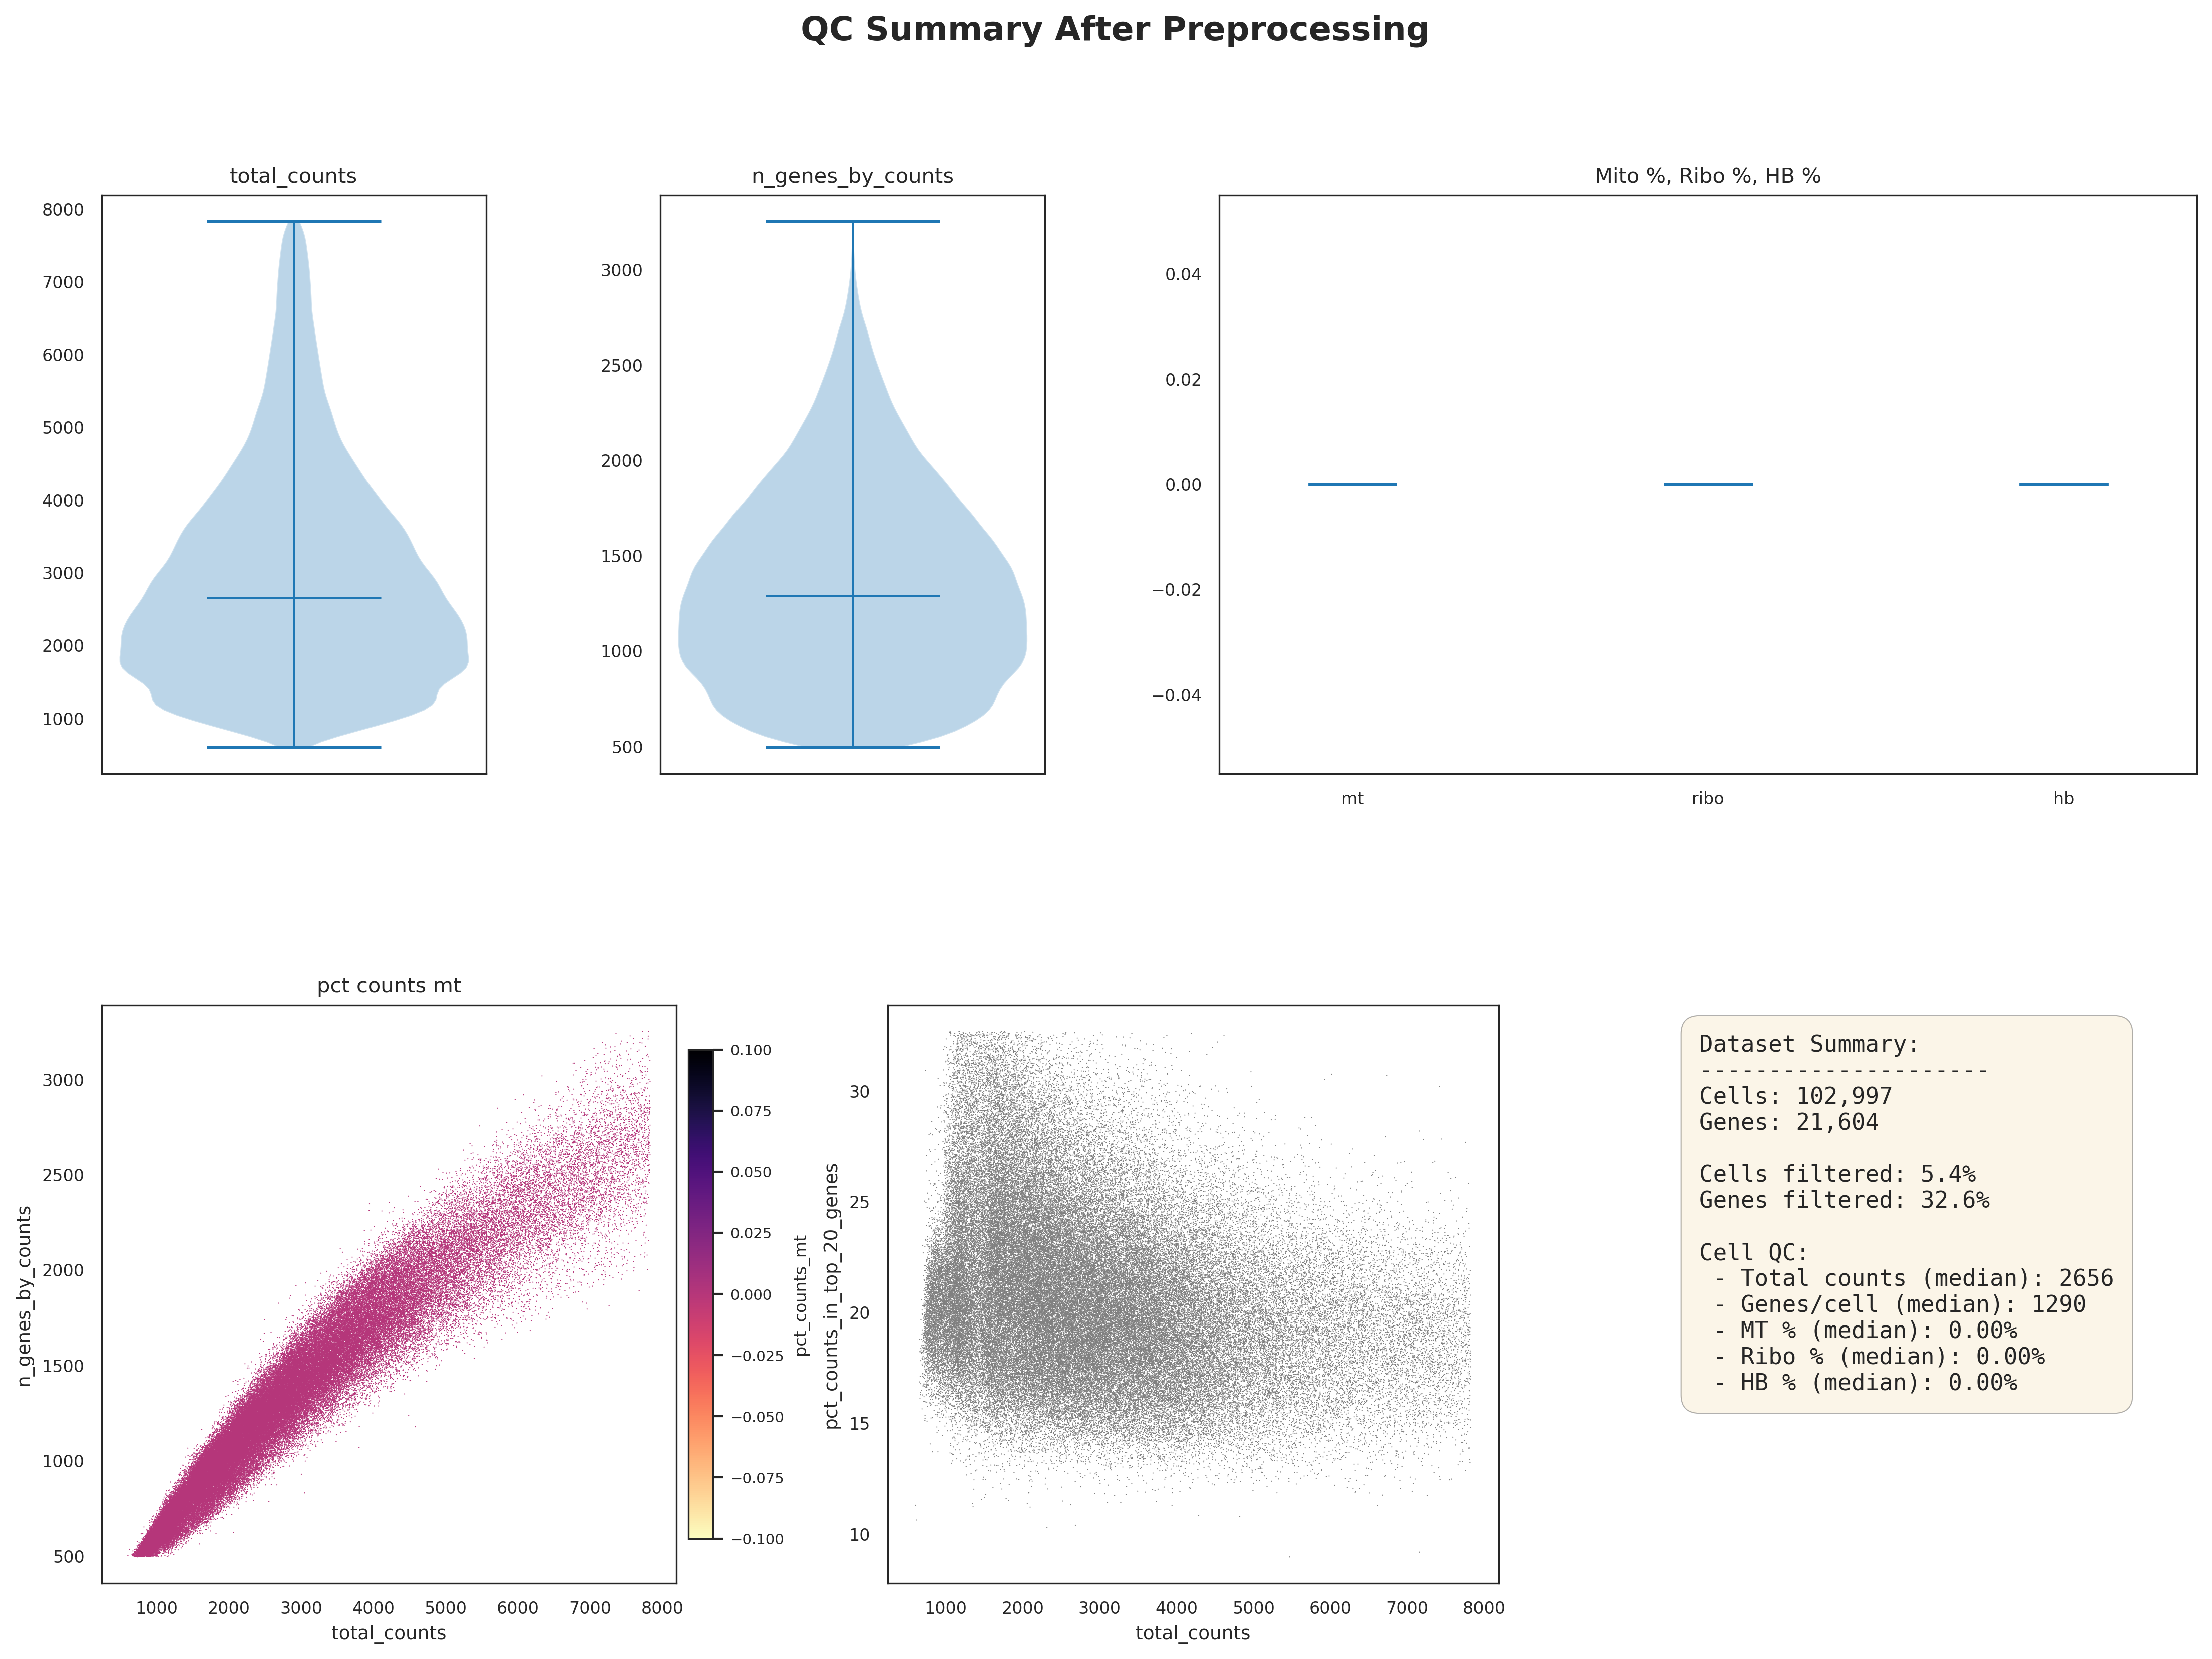 QC Summary After Preprocessing
total_counts
8000
7000
6000
5000
4000
3000
2000
1000
n_genes_by_counts
3000
2500
2000
1500
1000
500
Mito %, Ribo %, HB %
0.04
0.02
0.00
−0.02
−0.04
mt
ribo
hb
pct counts mt
n_genes_by_counts
3000
2500
2000
1500
1000
500
1000
2000
3000
4000
5000
6000
7000
8000
total_counts
0.100
0.075
0.050
0.025
0.000
−0.025
−0.050
−0.075
−0.100
pct_counts_mt
pct_counts_in_top_20_genes
30
25
20
15
10
1000
2000
3000
4000
5000
6000
7000
8000
total_counts
Dataset Summary:
---------------------
Cells: 102,997
Genes: 21,604
Cells filtered: 5.4%
Genes filtered: 32.6%
Cell QC:
- Total counts (median): 2656
- Genes/cell (median): 1290
- MT % (median): 0.00%
- Ribo % (median): 0.00%
- HB % (median): 0.00%